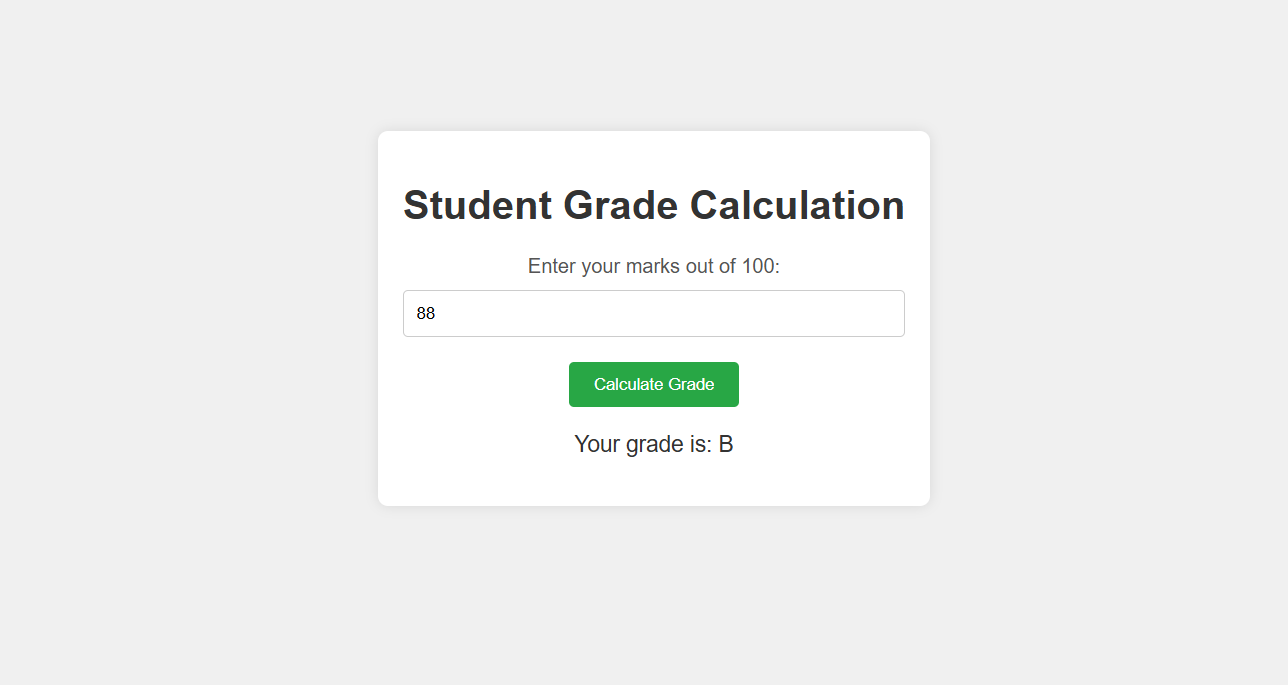 Student Grade Calculation
Enter your marks out of 100:
88
Calculate Grade
Your grade is: B